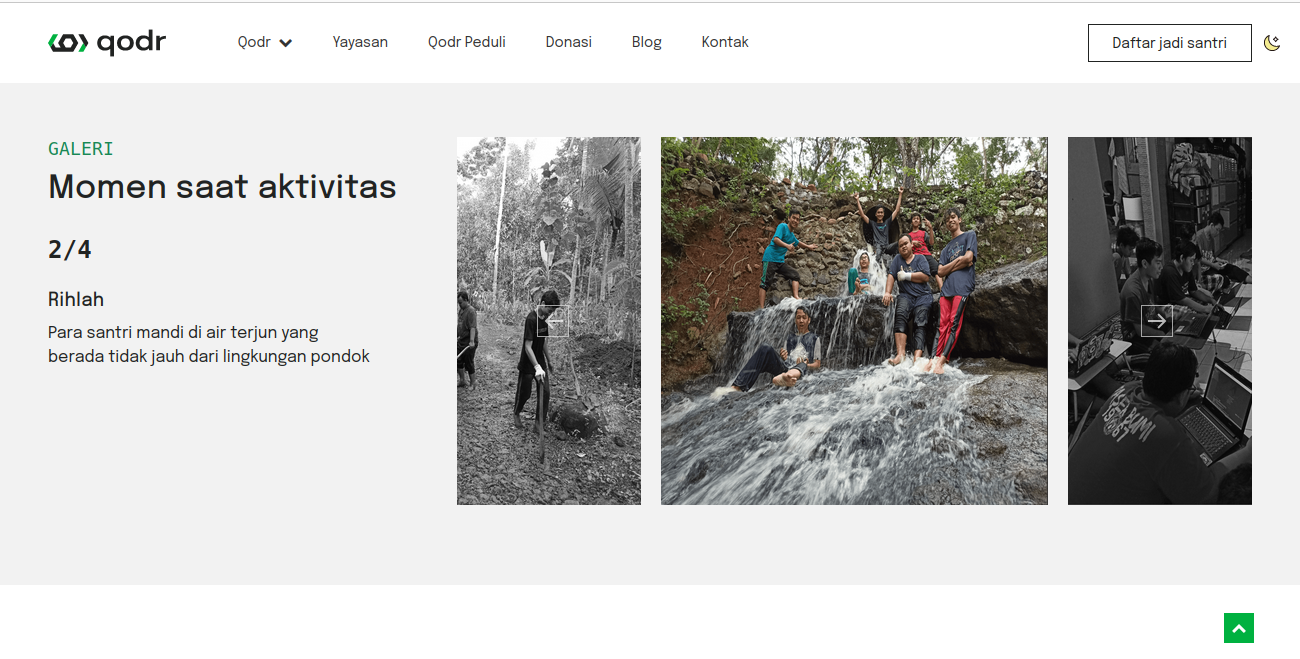 qodr
Qodr
Yayasan
Qodr Peduli
Donasi
Blog
Kontak
Daftar jadi santri
GALERI
Momen saat aktivitas
2/4
Rihlah
Para santri mandi di air terjun yang
berada tidak jauh dari lingkungan pondok